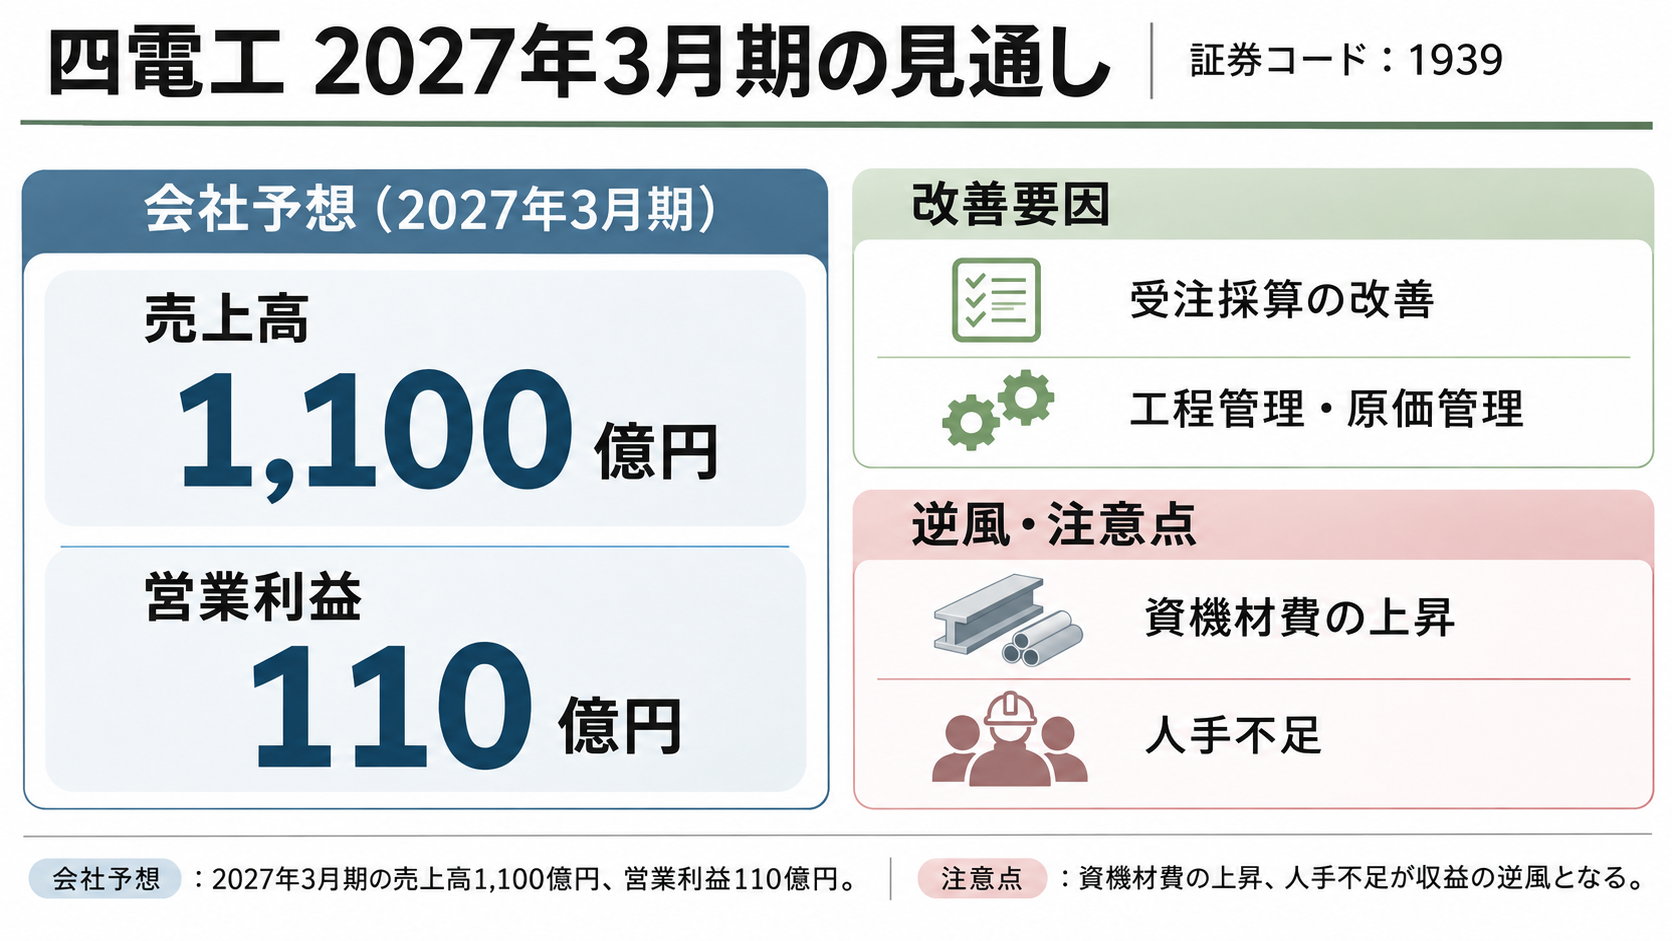 四電工 2027年3月期の見通し
証券コード：1939
会社予想（2027年3月期）
売上高
1,100 億円
営業利益
110 億円
改善要因
受注採算の改善
工程管理・原価管理
逆風・注意点
資機材費の上昇
人手不足
会社予想：2027年3月期の売上高1,100億円、営業利益110億円。
注意点：資機材費の上昇、人手不足が収益の逆風となる。